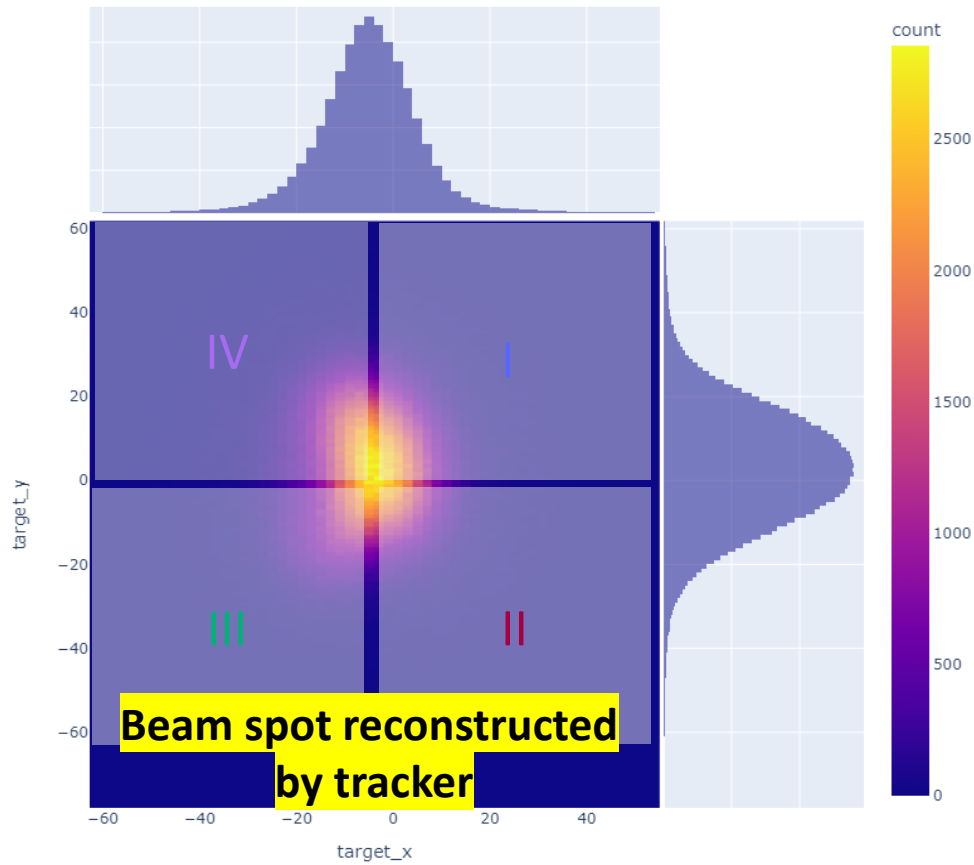 count
2500
2000
1500
1000
500
0
60
40
20
0
−20
−40
−60
target_y
IV
I
III
II
Beam spot reconstructed
by tracker
−60
−40
−20
0
20
40
target_x